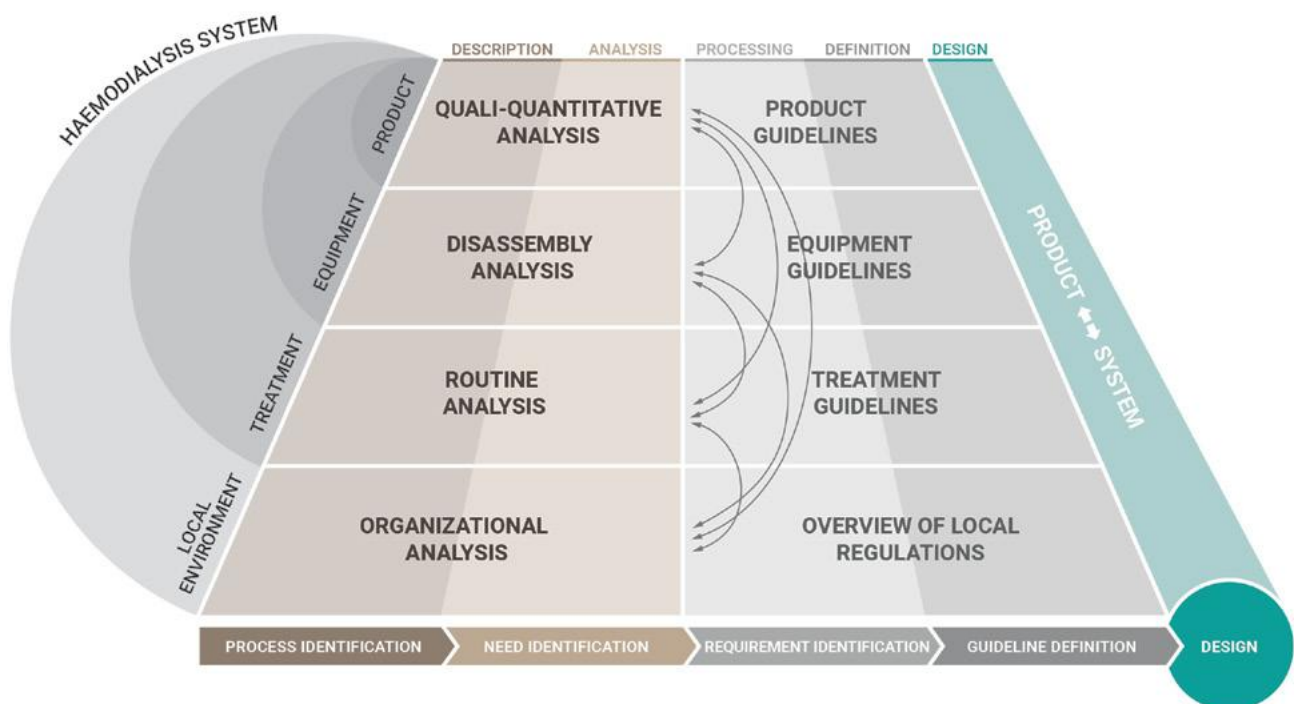 HAEMODIALYSIS SYSTEM
DESCRIPTION
ANALYSIS
PROCESSING
DEFINITION
DESIGN
PRODUCT
QUALI-QUANTITATIVE
ANALYSIS
PRODUCT
GUIDELINES
EQUIPMENT
DISASSEMBLY
ANALYSIS
EQUIPMENT
GUIDELINES
TREATMENT
ROUTINE
ANALYSIS
TREATMENT
GUIDELINES
LOCAL
ENVIRONMENT
ORGANIZATIONAL
ANALYSIS
OVERVIEW OF LOCAL
REGULATIONS
PRODUCT SYSTEM
PROCESS IDENTIFICATION
NEED IDENTIFICATION
REQUIREMENT IDENTIFICATION
GUIDELINE DEFINITION
DESIGN